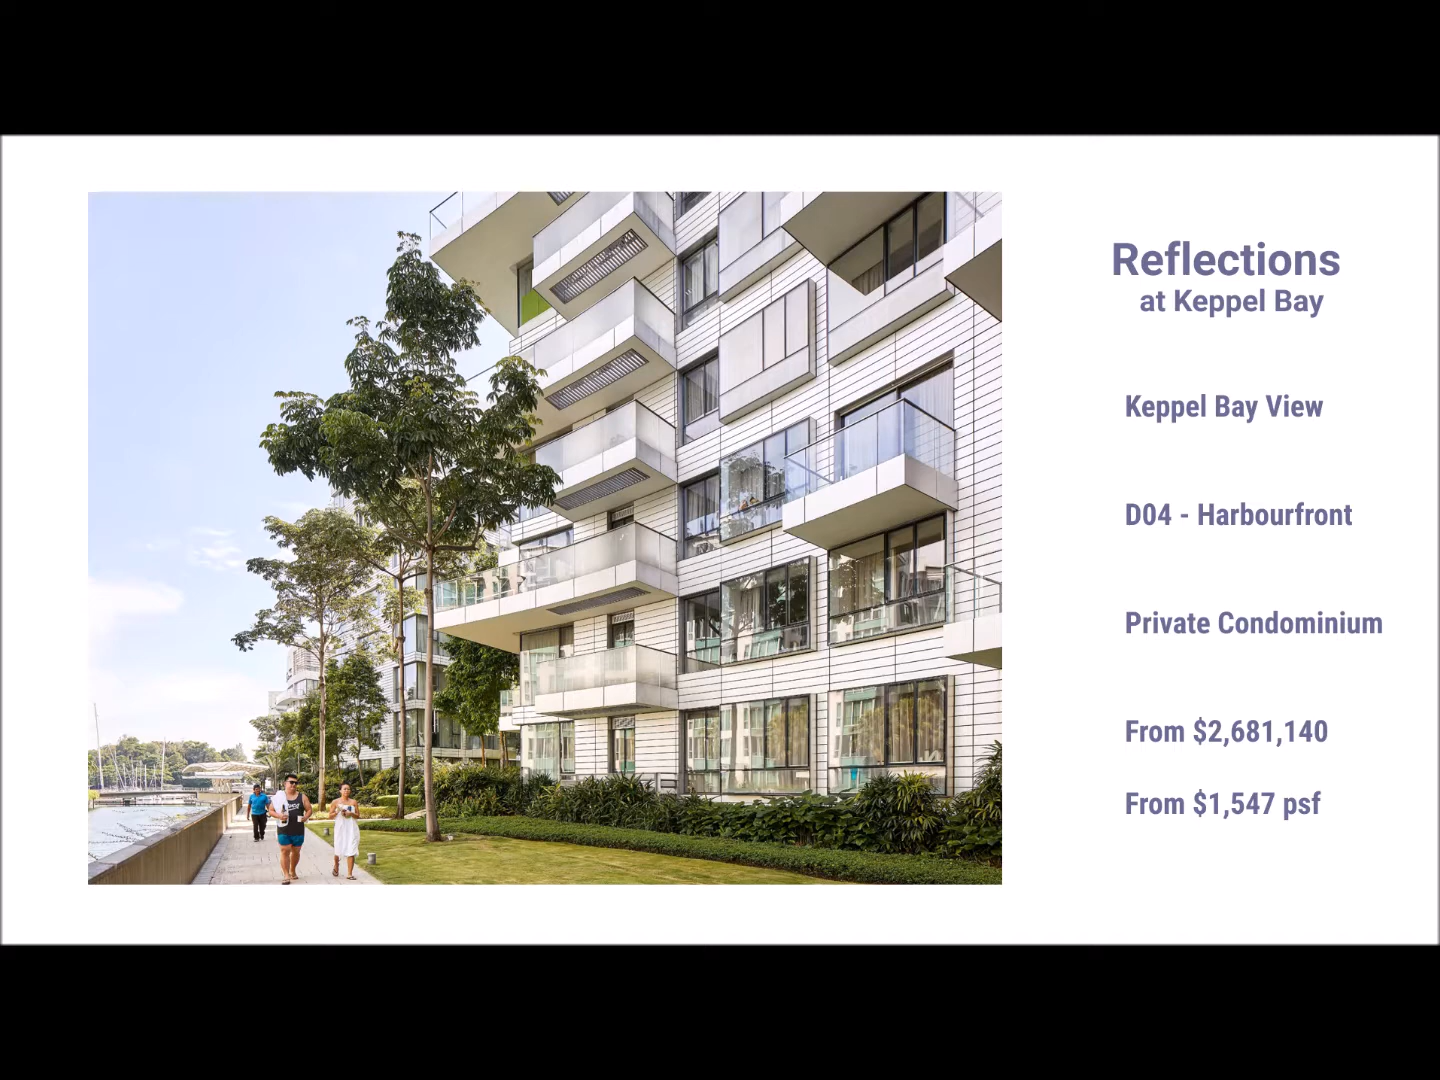 Reflections
at Keppel Bay
Keppel Bay View
D04 - Harbourfront
Private Condominium
From $2,681,140
From $1,547 psf